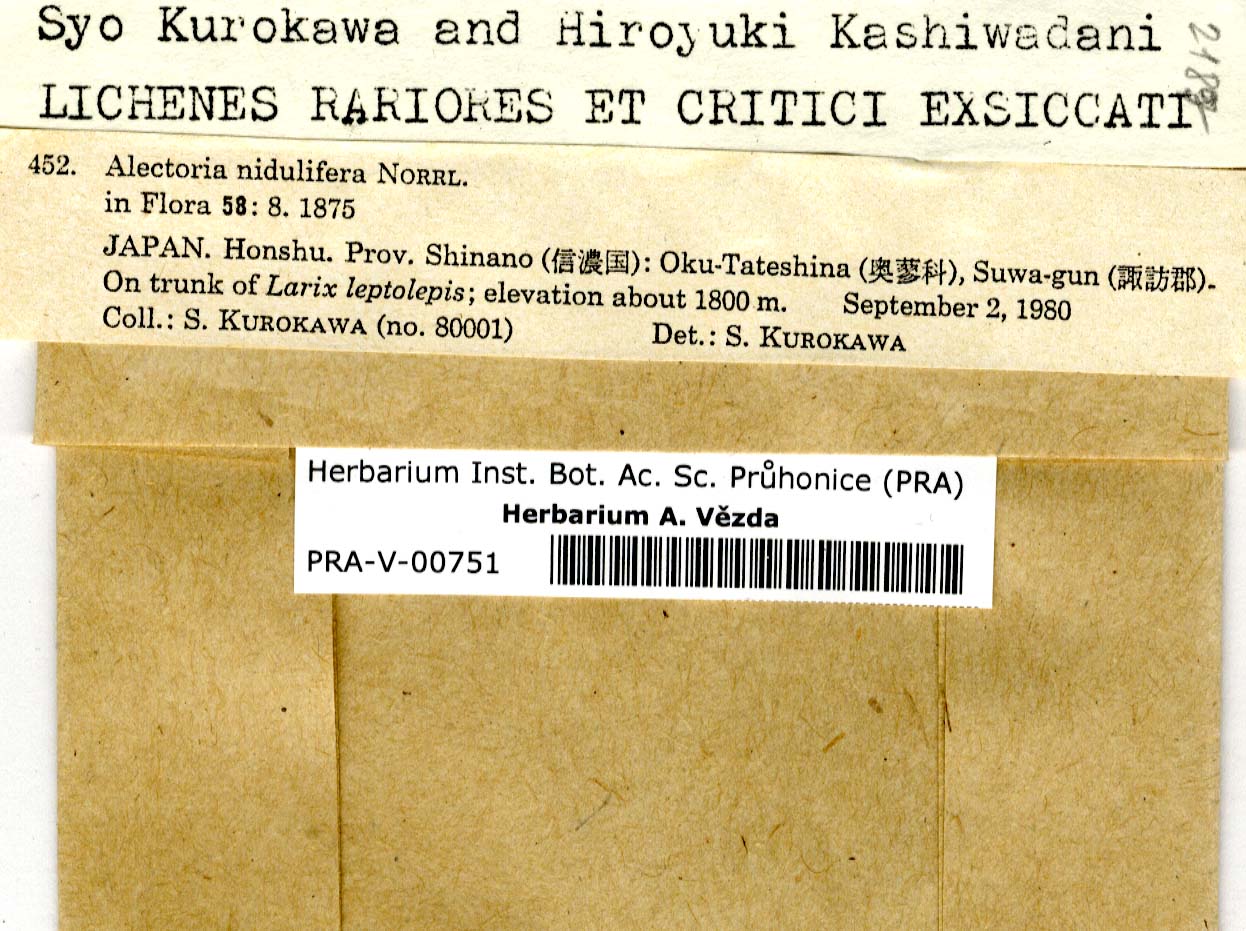 Syo Kurokawa and Hiroyuki Kashiwadani
LICHENES RARIORES ET CRITICI EXSICCATI
452. Alectoria nidulifera NORRL.
in Flora 58: 8. 1875
JAPAN. Honshu. Prov. Shinano (信濃国): Oku-Tateshina (奥蓼科), Suwa-gun (諏訪郡).
On trunk of Larix leptolepis; elevation about 1800 m. September 2, 1980
Coll.: S. KUROKAWA (no. 80001) Det.: S. KUROKAWA
Herbarium Inst. Bot. Ac. Sc. Průhonice (PRA)
Herbarium A. Vězda
PRA-V-00751